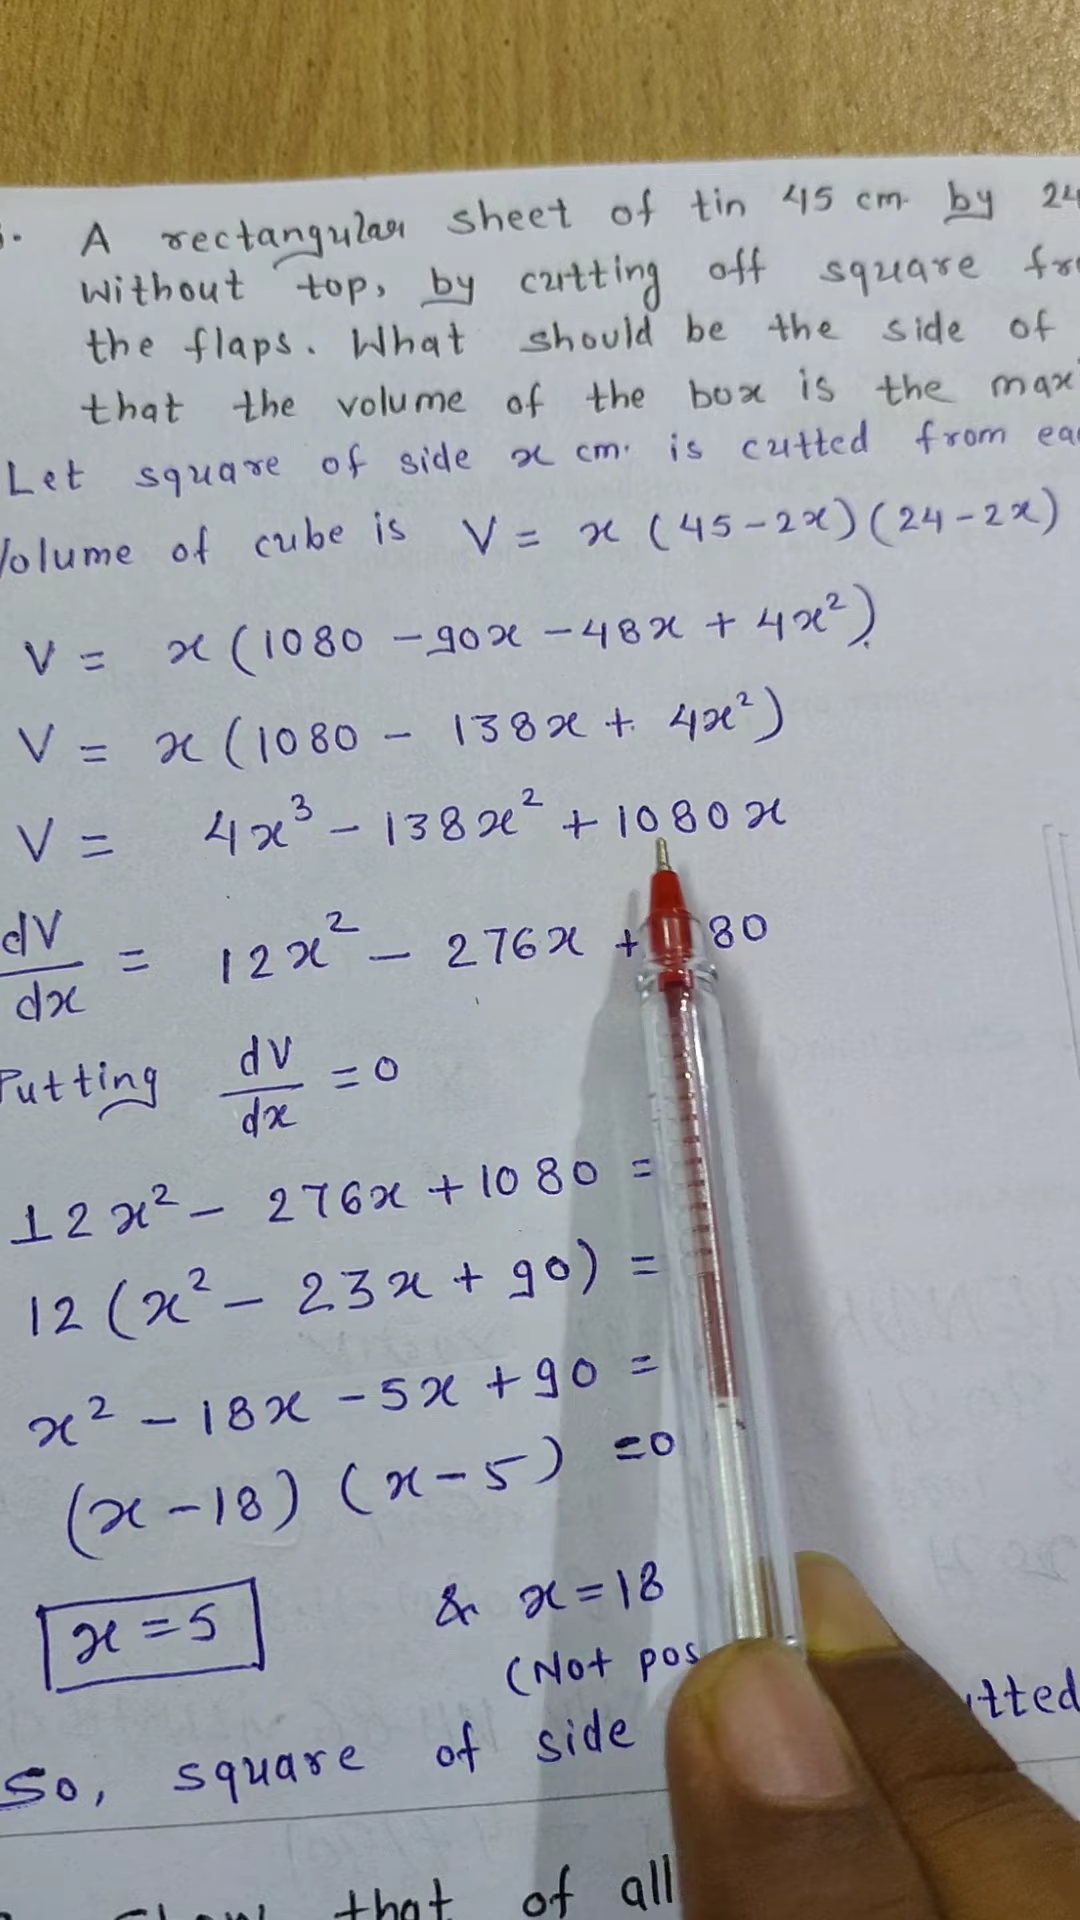 A rectangular sheet of tin 45 cm. by 24
without top, by cutting off square
the flaps. What should be the side of
that the volume of the box is the
Let square of side x cm. is cutted from
Volume of cube is V = x (45-2x)(24-2x)
V = x (1080 -90x -48x + 4x²).
V = x (1080 - 138x + 4x²)
V = 4x³ - 138x² + 1080x
dV/dx = 12x² - 276x + 80
Putting dV/dx = 0
12x² - 276x + 1080 =
12 (x² - 23x + 90) =
x² - 18x - 5x + 90 =
(x - 18) (x - 5) = 0
x = 5 & x = 18
(Not
So, square of side
that of all